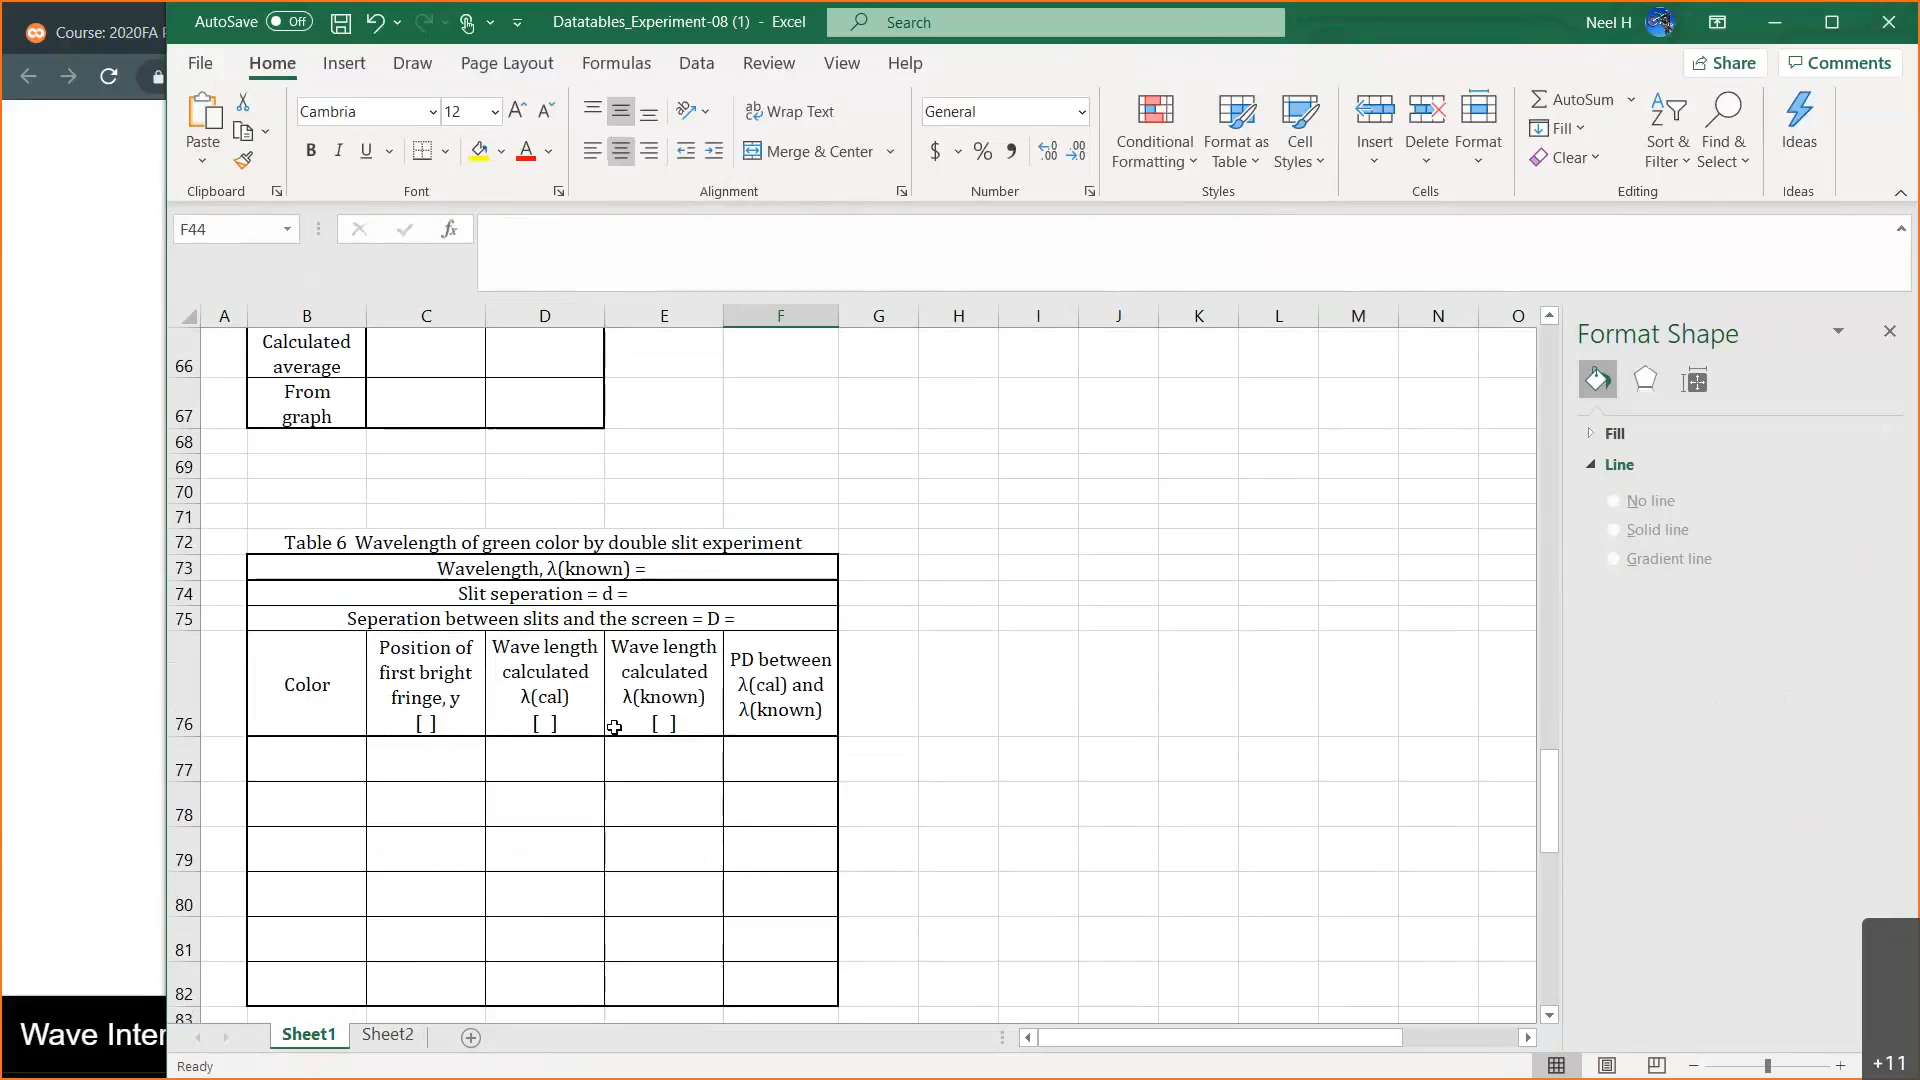 AutoSave Off Datatables_Experiment-08 (1) - Excel Search Neel H
Course: 2020FA
File Home Insert Draw Page Layout Formulas Data Review View Help Share Comments
Paste Cambria 12 Wrap Text General Conditional Formatting Format as Table Cell Styles Insert Delete Format AutoSum Fill Clear Sort & Filter Find & Select Ideas
B I U A Merge & Center $ % 9
Clipboard Font Alignment Number Styles Cells Editing Ideas
F44 fx
A B C D E F G H I J K L M N O
66 Calculated average
67 From graph
68
69
70
71
72 Table 6 Wavelength of green color by double slit experiment
73 Wavelength, λ(known) =
74 Slit seperation = d =
75 Seperation between slits and the screen = D =
76 Color
Position of first bright fringe, y [ ]
Wave length calculated λ(cal) [ ]
Wave length calculated λ(known) [ ]
PD between λ(cal) and λ(known)
77
78
79
80
81
82
83
Format Shape
Fill
Line
No line
Solid line
Gradient line
Wave Inter
Sheet1 Sheet2
Ready
+11